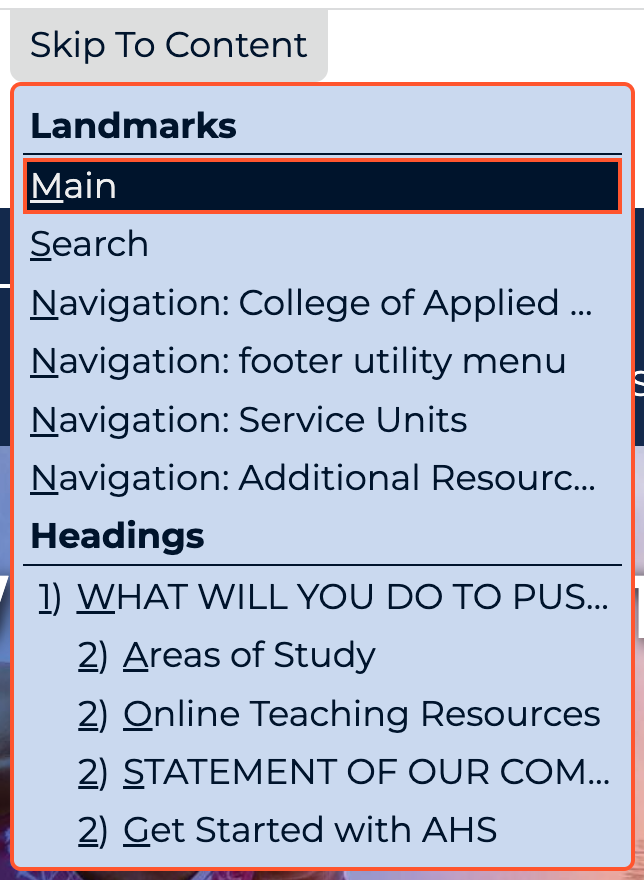 Skip To Content
Landmarks
Main
Search
Navigation: College of Applied ...
Navigation: footer utility menu
Navigation: Service Units
Navigation: Additional Resourc...
Headings
1) WHAT WILL YOU DO TO PUS...
2) Areas of Study
2) Online Teaching Resources
2) STATEMENT OF OUR COM...
2) Get Started with AHS